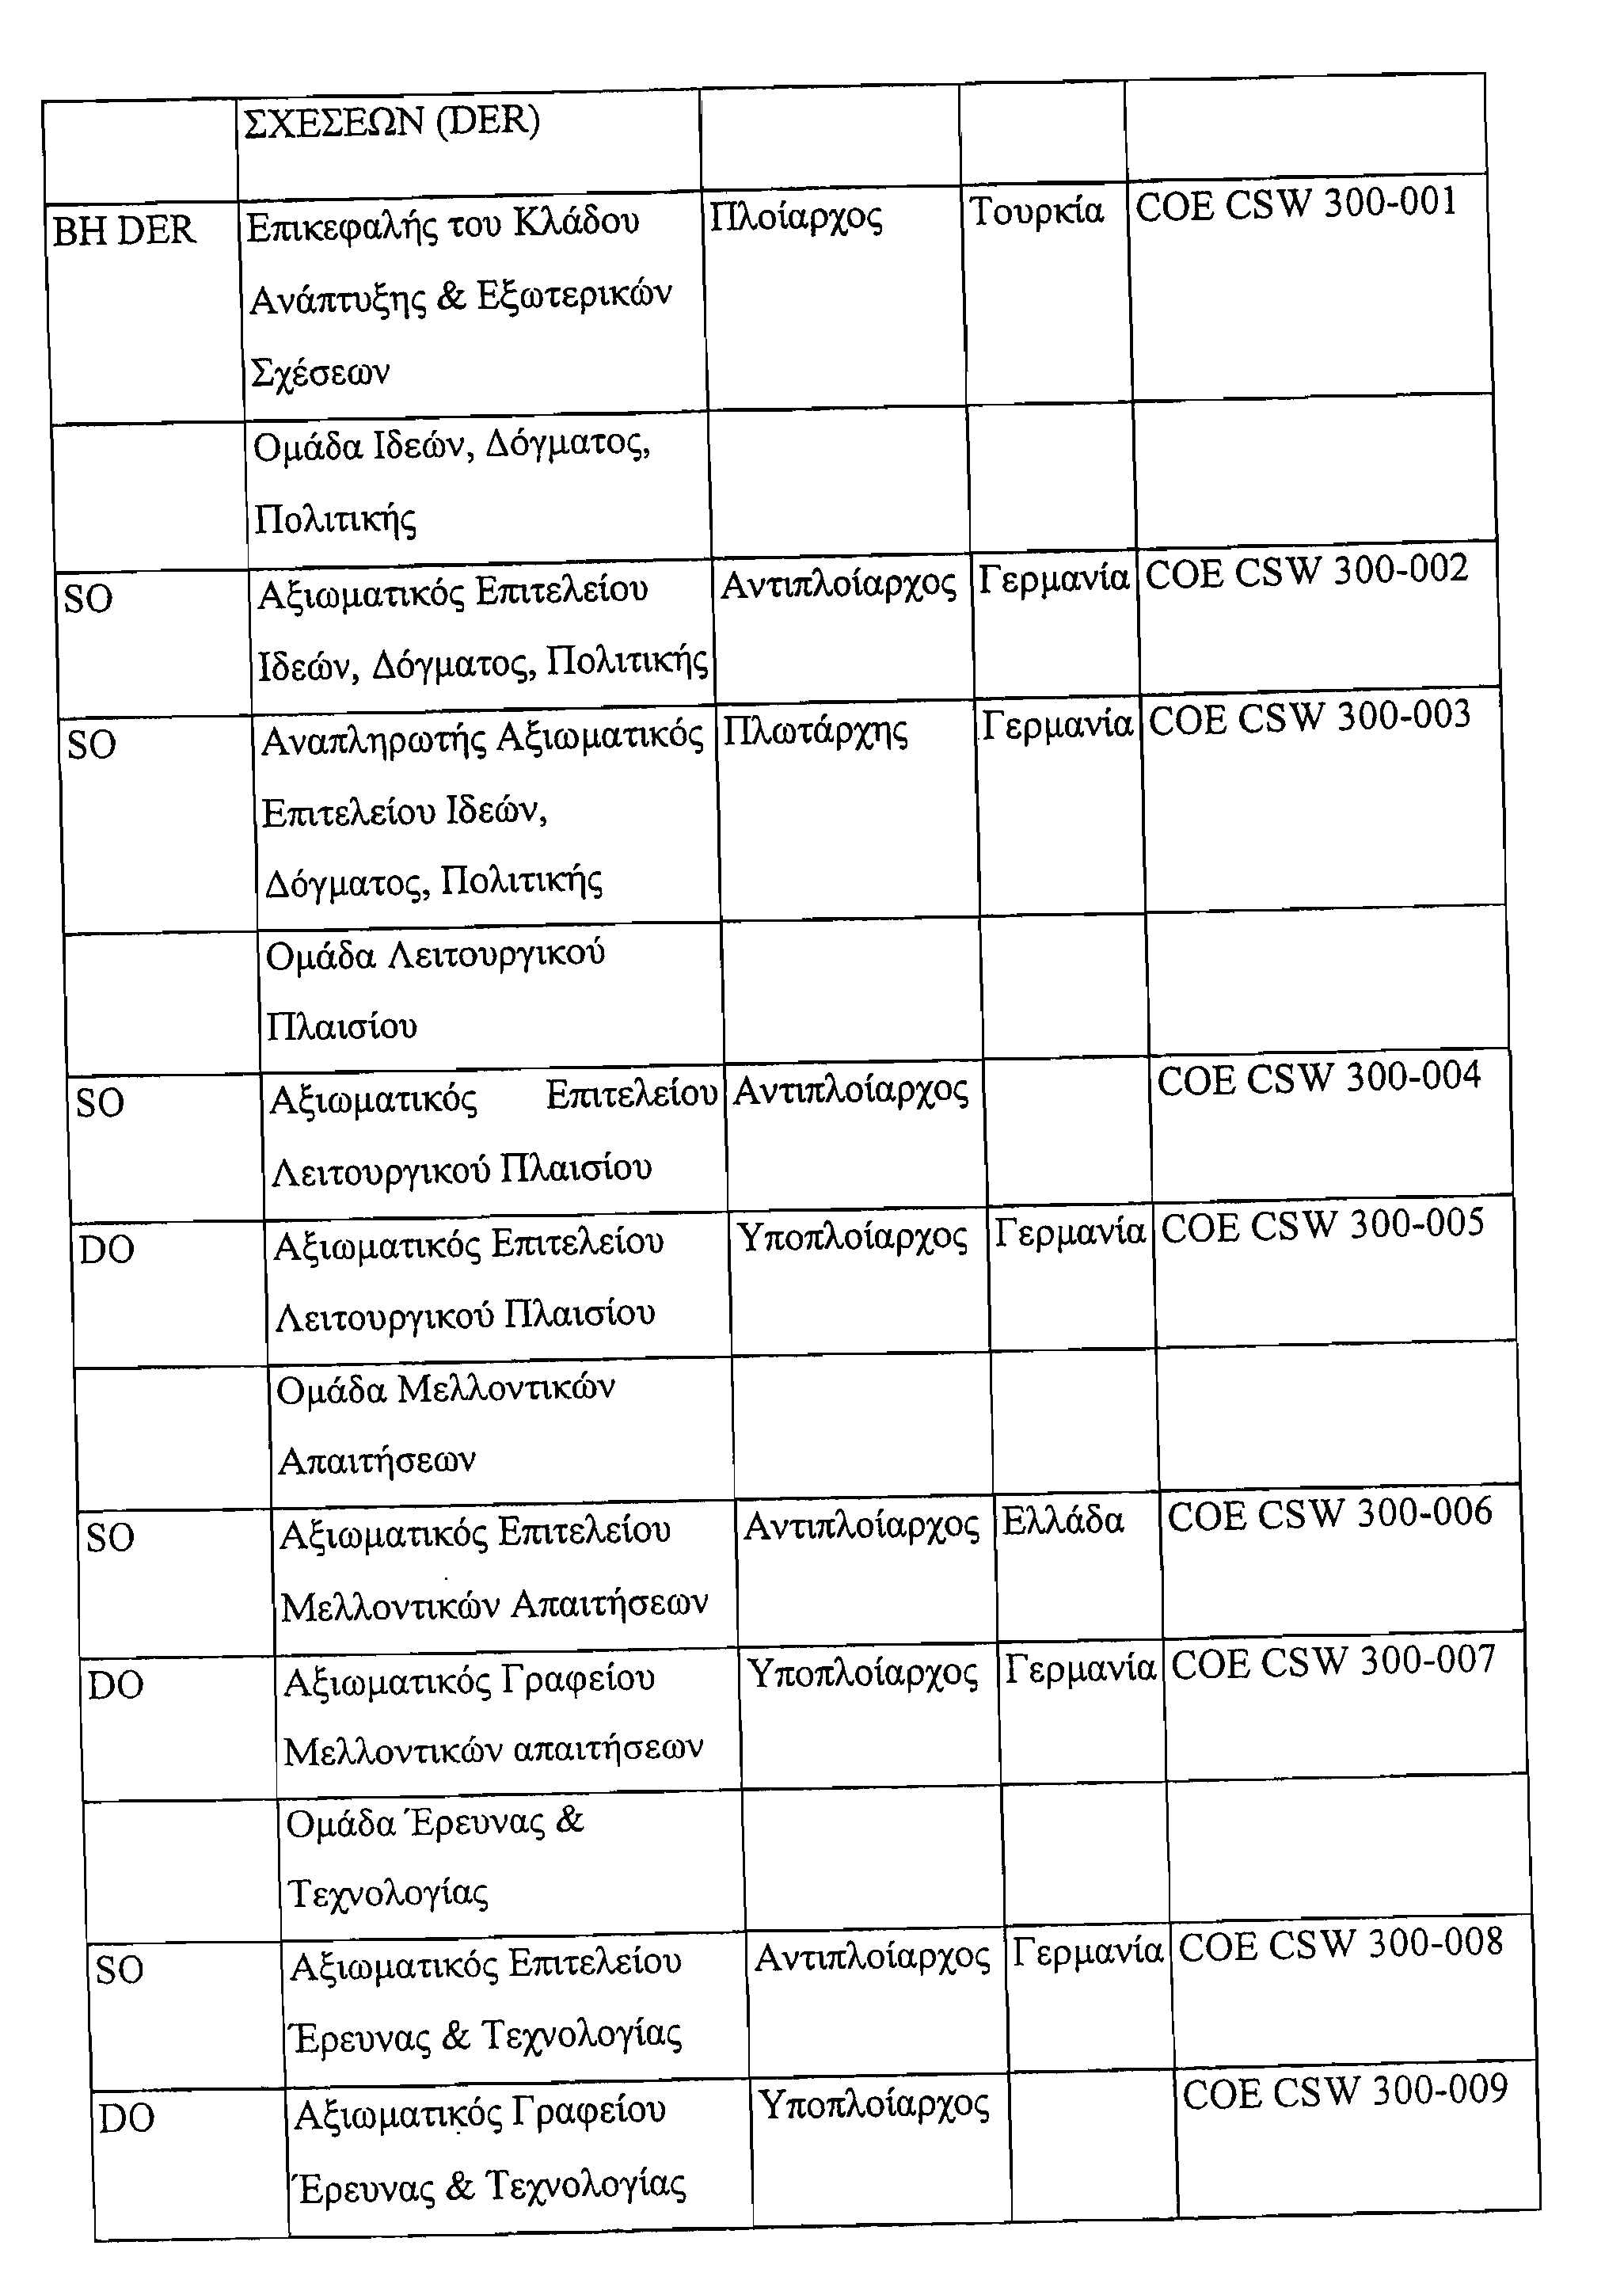 ΣΧΕΣΕΩΝ (DER)
BH DER Επικεφαλής του Κλάδου Πλοίαρχος Τουρκία COE CSW 300-001
Ανάπτυξης & Εξωτερικών
Σχέσεων
Ομάδα Ιδεών, Δόγματος,
Πολιτικής
SO Αξιωματικός Επιτελείου Αντιπλοίαρχος Γερμανία COE CSW 300-002
Ιδεών, Δόγματος, Πολιτικής
SO Αναπληρωτής Αξιωματικός Πλωτάρχης Γερμανία COE CSW 300-003
Επιτελείου Ιδεών,
Δόγματος, Πολιτικής
Ομάδα Λειτουργικού
Πλαισίου
SO Αξιωματικός Επιτελείου Αντιπλοίαρχος COE CSW 300-004
Λειτουργικού Πλαισίου
DO Αξιωματικός Επιτελείου Υποπλοίαρχος Γερμανία COE CSW 300-005
Λειτουργικού Πλαισίου
Ομάδα Μελλοντικών
Απαιτήσεων
SO Αξιωματικός Επιτελείου Αντιπλοίαρχος Ελλάδα COE CSW 300-006
Μελλοντικών Απαιτήσεων
DO Αξιωματικός Γραφείου Υποπλοίαρχος Γερμανία COE CSW 300-007
Μελλοντικών απαιτήσεων
Ομάδα Έρευνας &
Τεχνολογίας
SO Αξιωματικός Επιτελείου Αντιπλοίαρχος Γερμανία COE CSW 300-008
Έρευνας & Τεχνολογίας
DO Αξιωματικός Γραφείου Υποπλοίαρχος COE CSW 300-009
Έρευνας & Τεχνολογίας